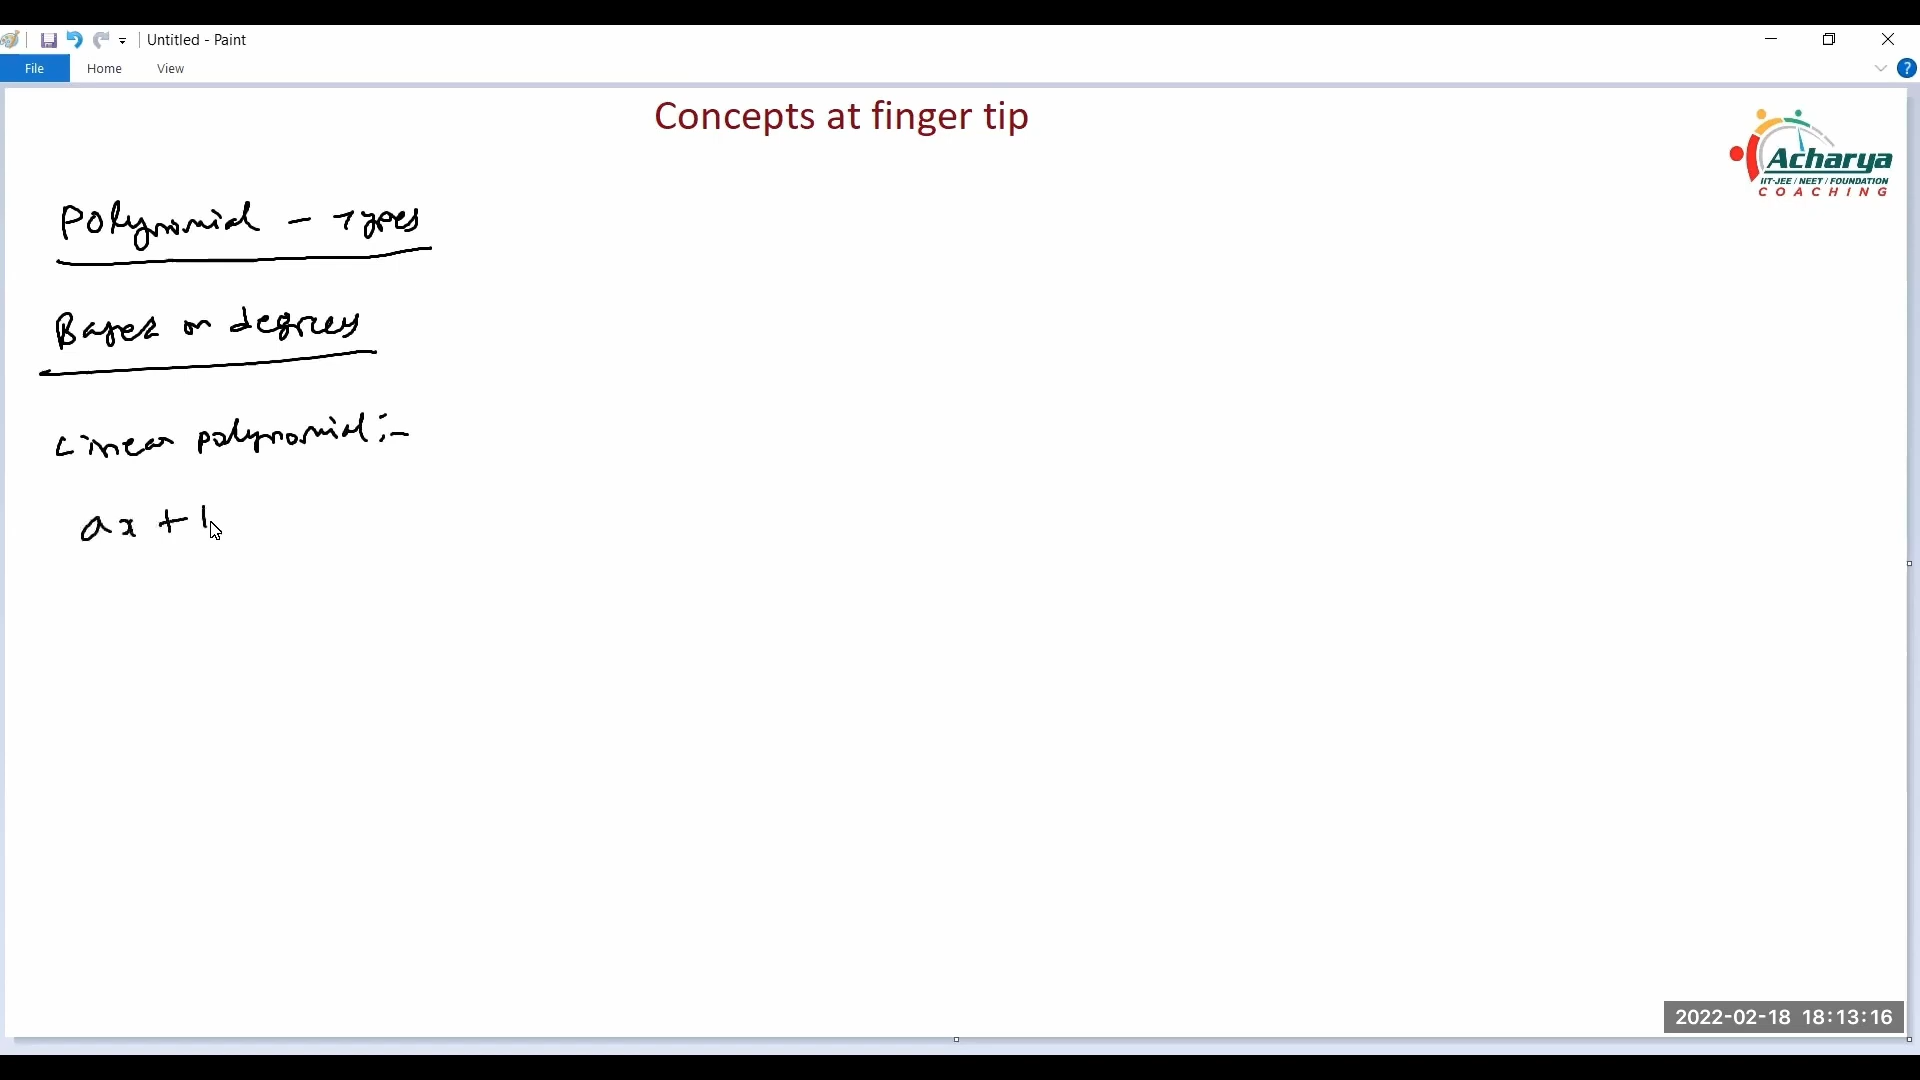 Untitled - Paint
File Home View
Concepts at finger tip
Acharya
IIT-JEE / NEET / FOUNDATION
COACHING
Polynomial - Types
Based on degrees
Linear polynomial :-
ax +
2022-02-18 18:13:16